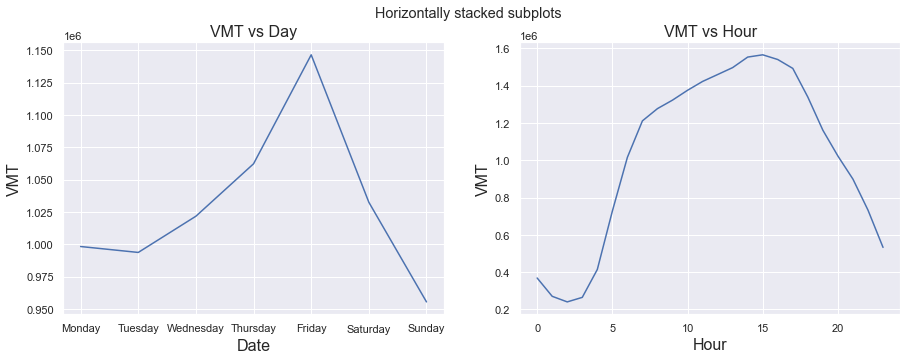 Horizontally stacked subplots
VMT vs Day
1e6
1.150
1.125
1.100
1.075
1.050
1.025
1.000
0.975
0.950
VMT
Monday Tuesday Wednesday Thursday Friday Saturday Sunday
Date
VMT vs Hour
1e6
1.6
1.4
1.2
1.0
0.8
0.6
0.4
0.2
VMT
0 5 10 15 20
Hour